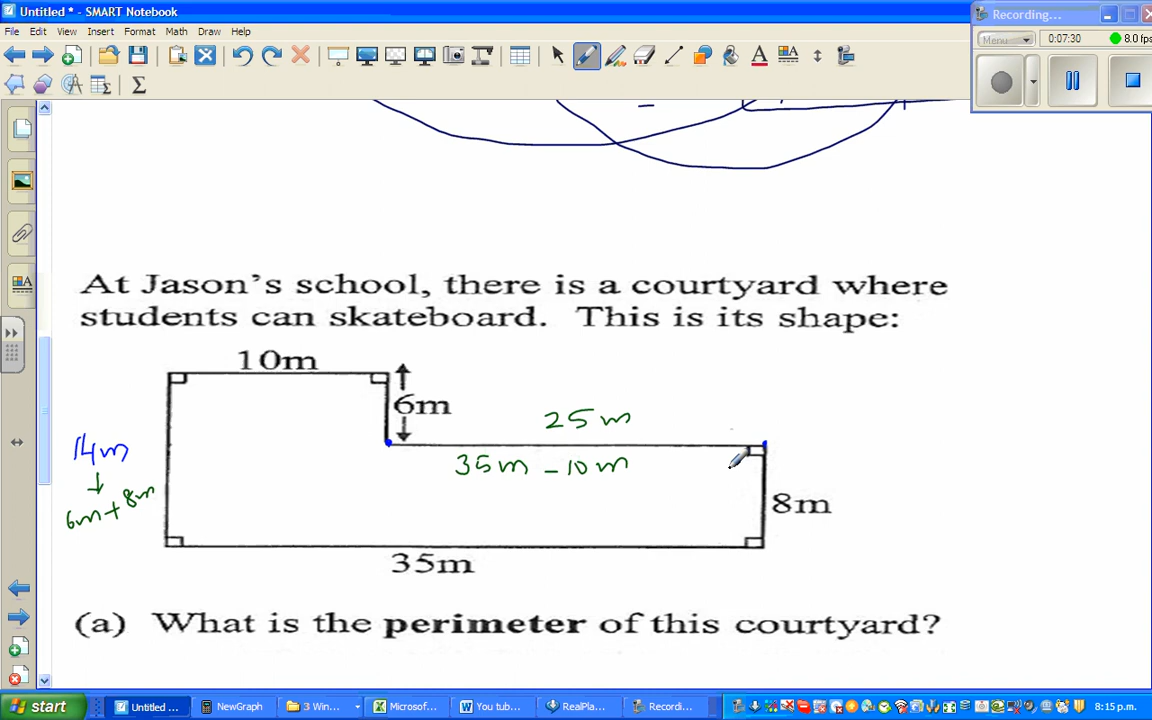 Untitled * - SMART Notebook
Recording...
File Edit View Insert Format Math Draw Help
Menu 0:07:30 8.0 fps
At Jason's school, there is a courtyard where
students can skateboard. This is its shape:
10m
6m
25 m
14m
35m - 10m
6m + 8m
8m
35m
(a) What is the perimeter of this courtyard?
start Untitled ... NewGraph 3 Win... Microsof... You tub... RealPla... Recordi... 8:15 p.m.